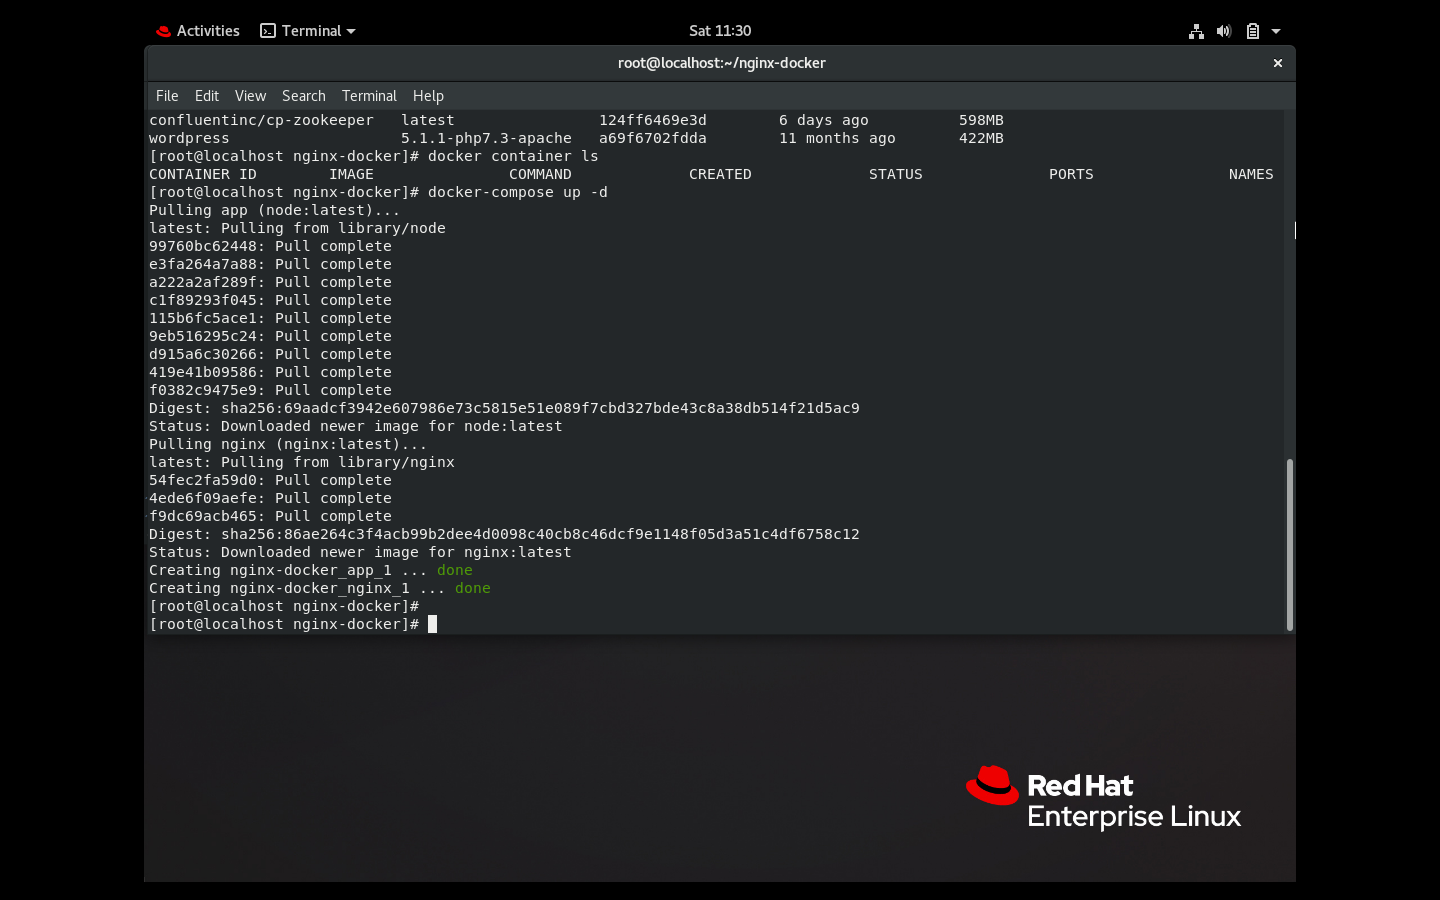 Activities Terminal Sat 11:30
root@localhost:~/nginx-docker ×
File Edit View Search Terminal Help
confluentinc/cp-zookeeper latest 124ff6469e3d 6 days ago 598MB
wordpress 5.1.1-php7.3-apache a69f6702fdda 11 months ago 422MB
[root@localhost nginx-docker]# docker container ls
CONTAINER ID IMAGE COMMAND CREATED STATUS PORTS NAMES
[root@localhost nginx-docker]# docker-compose up -d
Pulling app (node:latest)...
latest: Pulling from library/node
99760bc62448: Pull complete
e3fa264a7a88: Pull complete
a222a2af289f: Pull complete
c1f89293f045: Pull complete
115b6fc5ace1: Pull complete
9eb516295c24: Pull complete
d915a6c30266: Pull complete
419e41b09586: Pull complete
f0382c9475e9: Pull complete
Digest: sha256:69aadcf3942e607986e73c5815e51e089f7cbd327bde43c8a38db514f21d5ac9
Status: Downloaded newer image for node:latest
Pulling nginx (nginx:latest)...
latest: Pulling from library/nginx
54fec2fa59d0: Pull complete
4ede6f09aefe: Pull complete
f9dc69acb465: Pull complete
Digest: sha256:86ae264c3f4acb99b2dee4d0098c40cb8c46dcf9e1148f05d3a51c4df6758c12
Status: Downloaded newer image for nginx:latest
Creating nginx-docker_app_1 ... done
Creating nginx-docker_nginx_1 ... done
[root@localhost nginx-docker]#
[root@localhost nginx-docker]#
Red Hat
Enterprise Linux